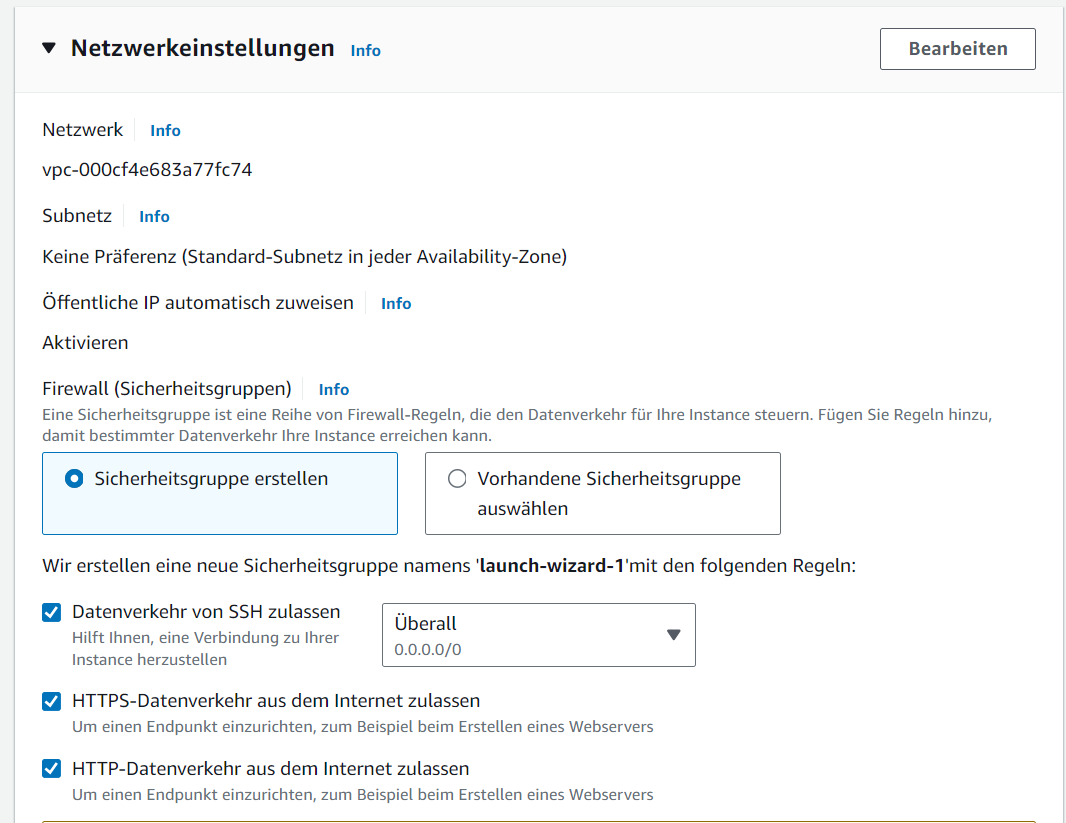 Netzwerkeinstellungen Info
Bearbeiten
Netzwerk Info
vpc-000cf4e683a77fc74
Subnetz Info
Keine Präferenz (Standard-Subnetz in jeder Availability-Zone)
Öffentliche IP automatisch zuweisen Info
Aktivieren
Firewall (Sicherheitsgruppen) Info
Eine Sicherheitsgruppe ist eine Reihe von Firewall-Regeln, die den Datenverkehr für Ihre Instance steuern. Fügen Sie Regeln hinzu,
damit bestimmter Datenverkehr Ihre Instance erreichen kann.
Sicherheitsgruppe erstellen
Vorhandene Sicherheitsgruppe
auswählen
Wir erstellen eine neue Sicherheitsgruppe namens 'launch-wizard-1'mit den folgenden Regeln:
Datenverkehr von SSH zulassen
Hilft Ihnen, eine Verbindung zu Ihrer
Instance herzustellen
Überall
0.0.0.0/0
HTTPS-Datenverkehr aus dem Internet zulassen
Um einen Endpunkt einzurichten, zum Beispiel beim Erstellen eines Webservers
HTTP-Datenverkehr aus dem Internet zulassen
Um einen Endpunkt einzurichten, zum Beispiel beim Erstellen eines Webservers